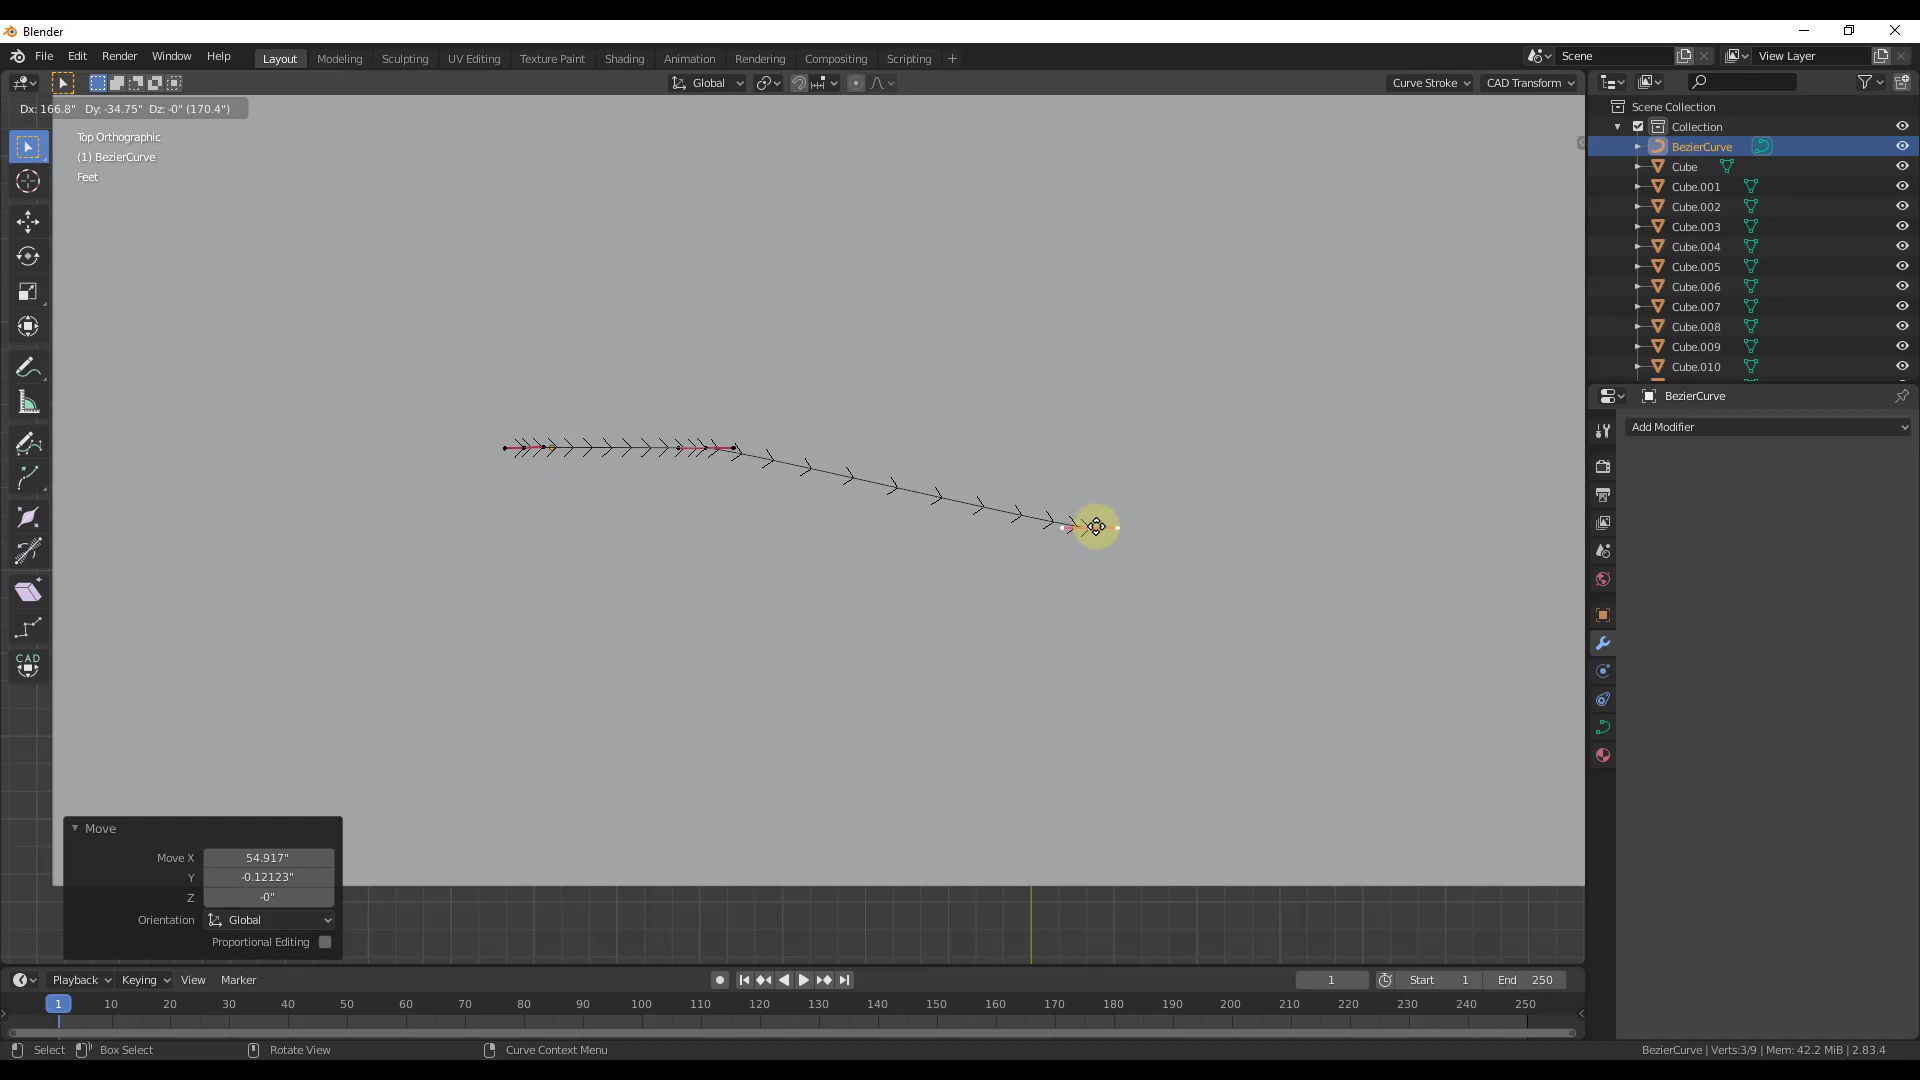 Blender
File Edit Render Window Help
Layout Modeling Sculpting UV Editing Texture Paint Shading Animation Rendering Compositing Scripting +
Scene
View Layer
Global
Curve Stroke CAD Transform
Dx: 166.8" Dy: -34.75" Dz: -0" (170.4")
Top Orthographic
(1) BezierCurve
Feet
CAD
Scene Collection
Collection
BezierCurve
Cube
Cube.001
Cube.002
Cube.003
Cube.004
Cube.005
Cube.006
Cube.007
Cube.008
Cube.009
Cube.010
BezierCurve
Add Modifier
Move
Move X 54.917"
Y -0.12123"
Z -0"
Orientation Global
Proportional Editing
Playback Keying View Marker
1
Start 1 End 250
1 10 20 30 40 50 60 70 80 90 100 110 120 130 140 150 160 170 180 190 200 210 220 230 240 250
Select Box Select Rotate View Curve Context Menu
BezierCurve | Verts:3/9 | Mem: 42.2 MiB | 2.83.4